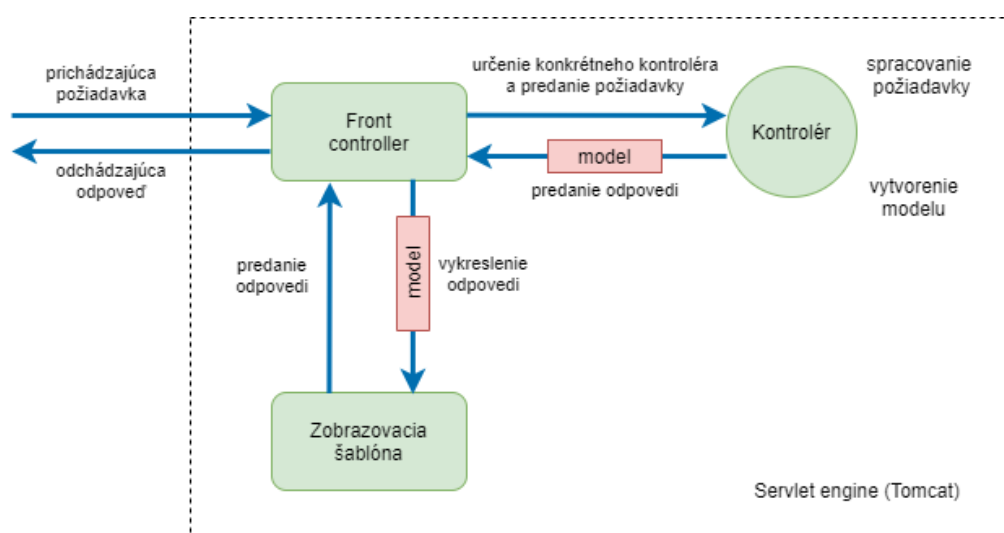 prichádzajúca
požiadavka
odchádzajúca
odpoveď
Front
controller
určenie konkrétneho kontroléra
a predanie požiadavky
model
predanie odpovedi
Kontrolér
spracovanie
požiadavky
vytvorenie
modelu
predanie
odpovedi
model
vykreslenie
odpovedi
Zobrazovacia
šablóna
Servlet engine (Tomcat)